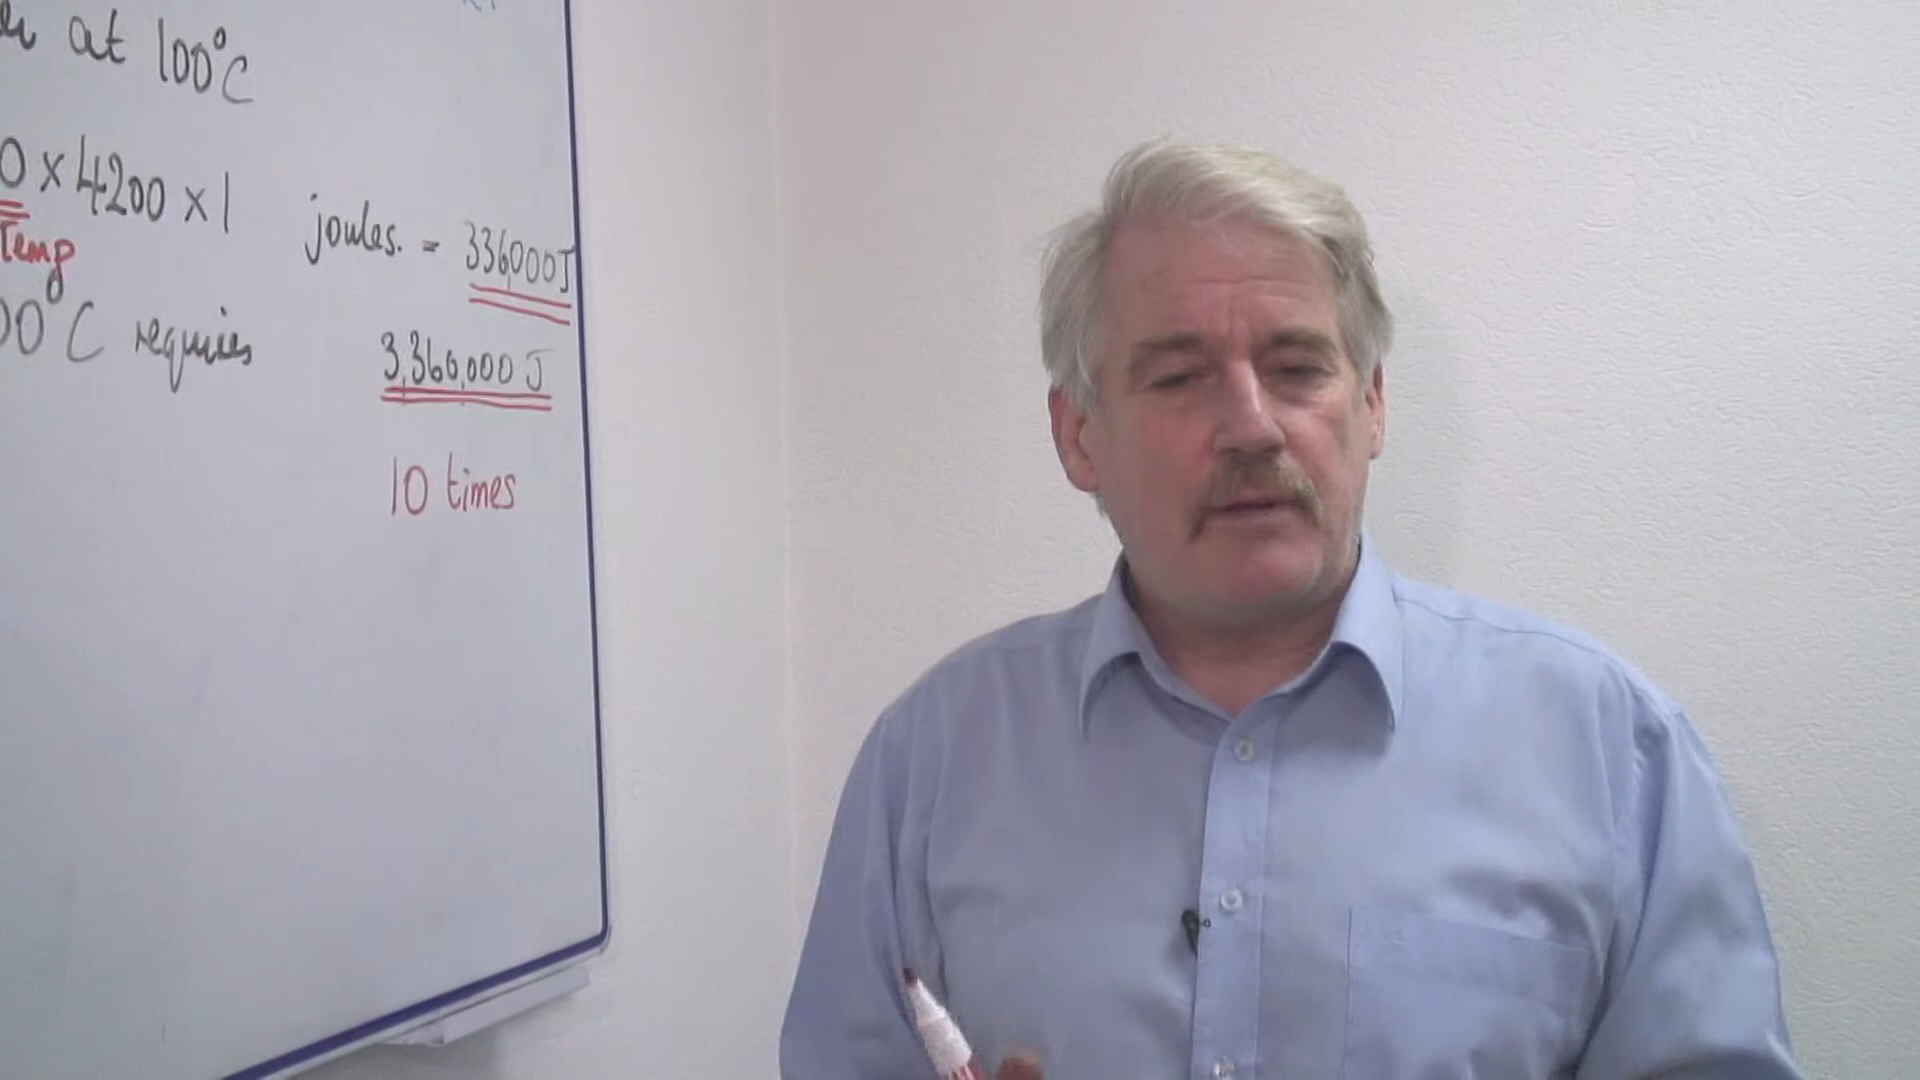 at 100°C
0 x 4200 x 1 joules. = 336000J
Temp
00°C requires 3,360,000 J
10 times